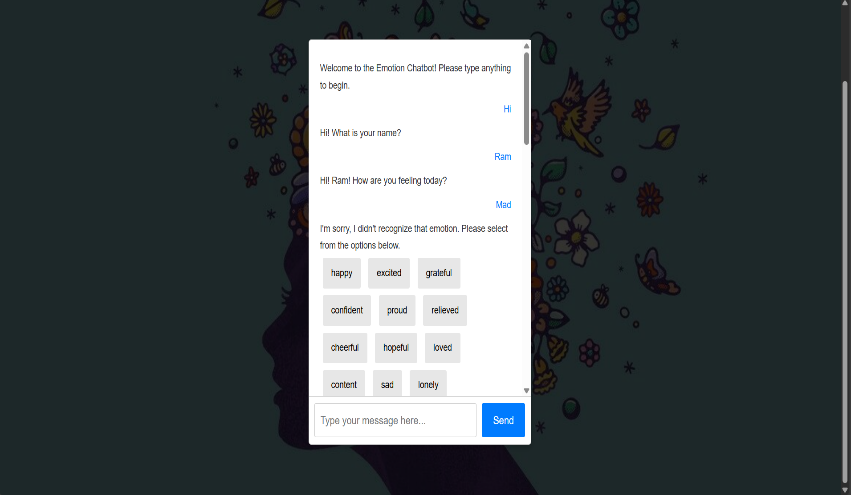 Welcome to the Emotion Chatbot! Please type anything
to begin.
Hi
Hi! What is your name?
Ram
Hi! Ram! How are you feeling today?
Mad
I'm sorry, I didn't recognize that emotion. Please select
from the options below.
happy excited grateful
confident proud relieved
cheerful hopeful loved
content sad lonely
Type your message here... Send